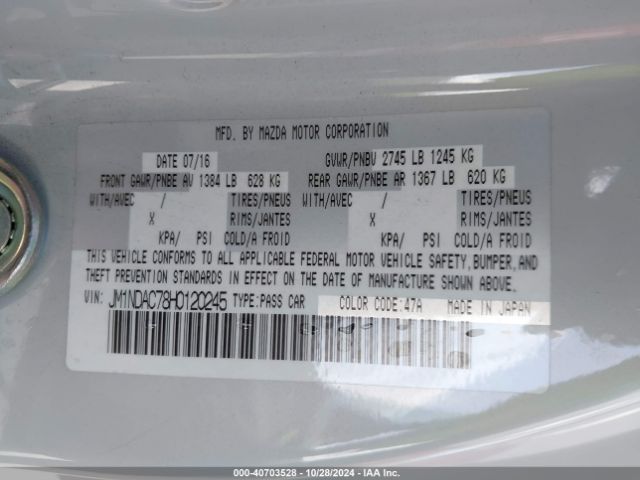 MFD. BY MAZDA MOTOR CORPORATION
DATE 07/16 GVWR/PNBV 2745 LB 1245 KG
FRONT GAWR/PNBE AV 1384 LB 628 KG REAR GAWR/PNBE AR 1367 LB 620 KG
WITH/AVEC / TIRES/PNEUS WITH/AVEC / TIRES/PNEUS
X RIMS/JANTES X RIMS/JANTES
KPA/ PSI COLD/A FROID KPA/ PSI COLD/A FROID
THIS VEHICLE CONFORMS TO ALL APPLICABLE FEDERAL MOTOR VEHICLE SAFETY, BUMPER, AND
THEFT PREVENTION STANDARDS IN EFFECT ON THE DATE OF MANUFACTURE SHOWN ABOVE.
VIN: JM1NDAC78H0120245 TYPE:PASS CAR COLOR CODE:47A MADE IN JAPAN
000-40703528 - 10/28/2024 - IAA Inc.